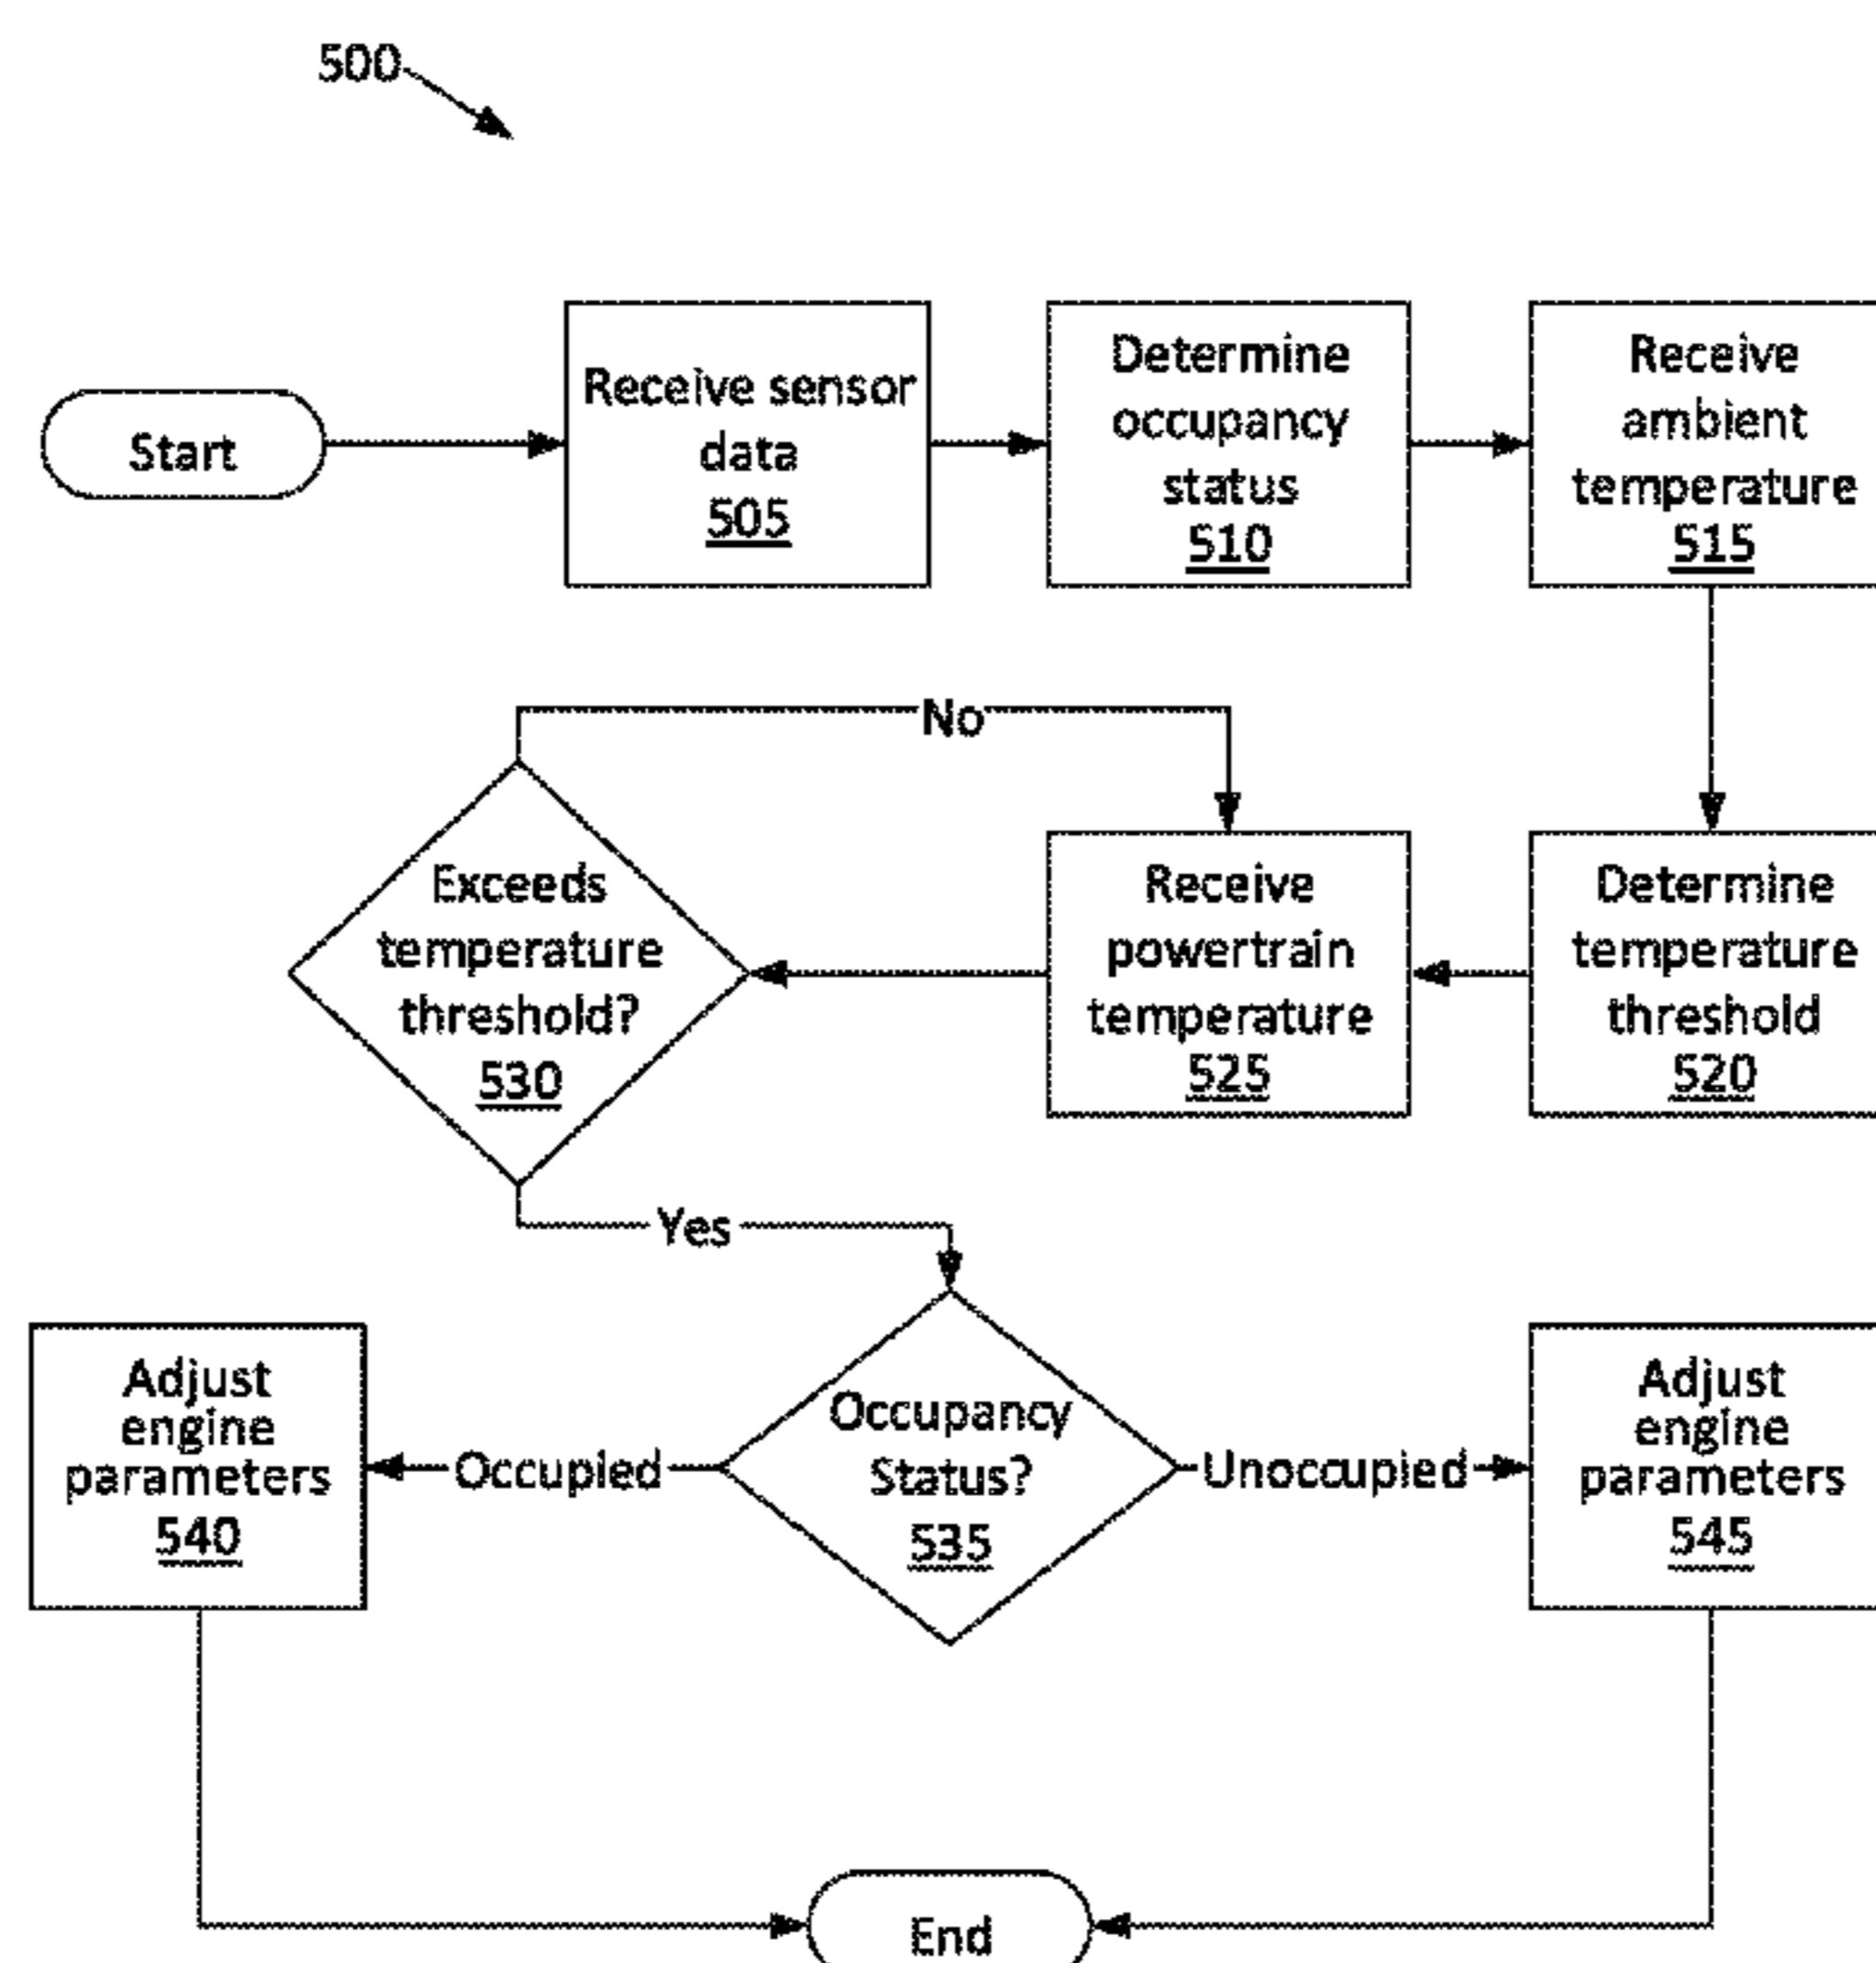 500
Start
Receive sensor
data
505
Determine
occupancy
status
510
Receive
ambient
temperature
515
No
Exceeds
temperature
threshold?
530
Receive
powertrain
temperature
525
Determine
temperature
threshold
520
Yes
Adjust
engine
parameters
540
Occupied
Occupancy
Status?
535
Unoccupied
Adjust
engine
parameters
545
End